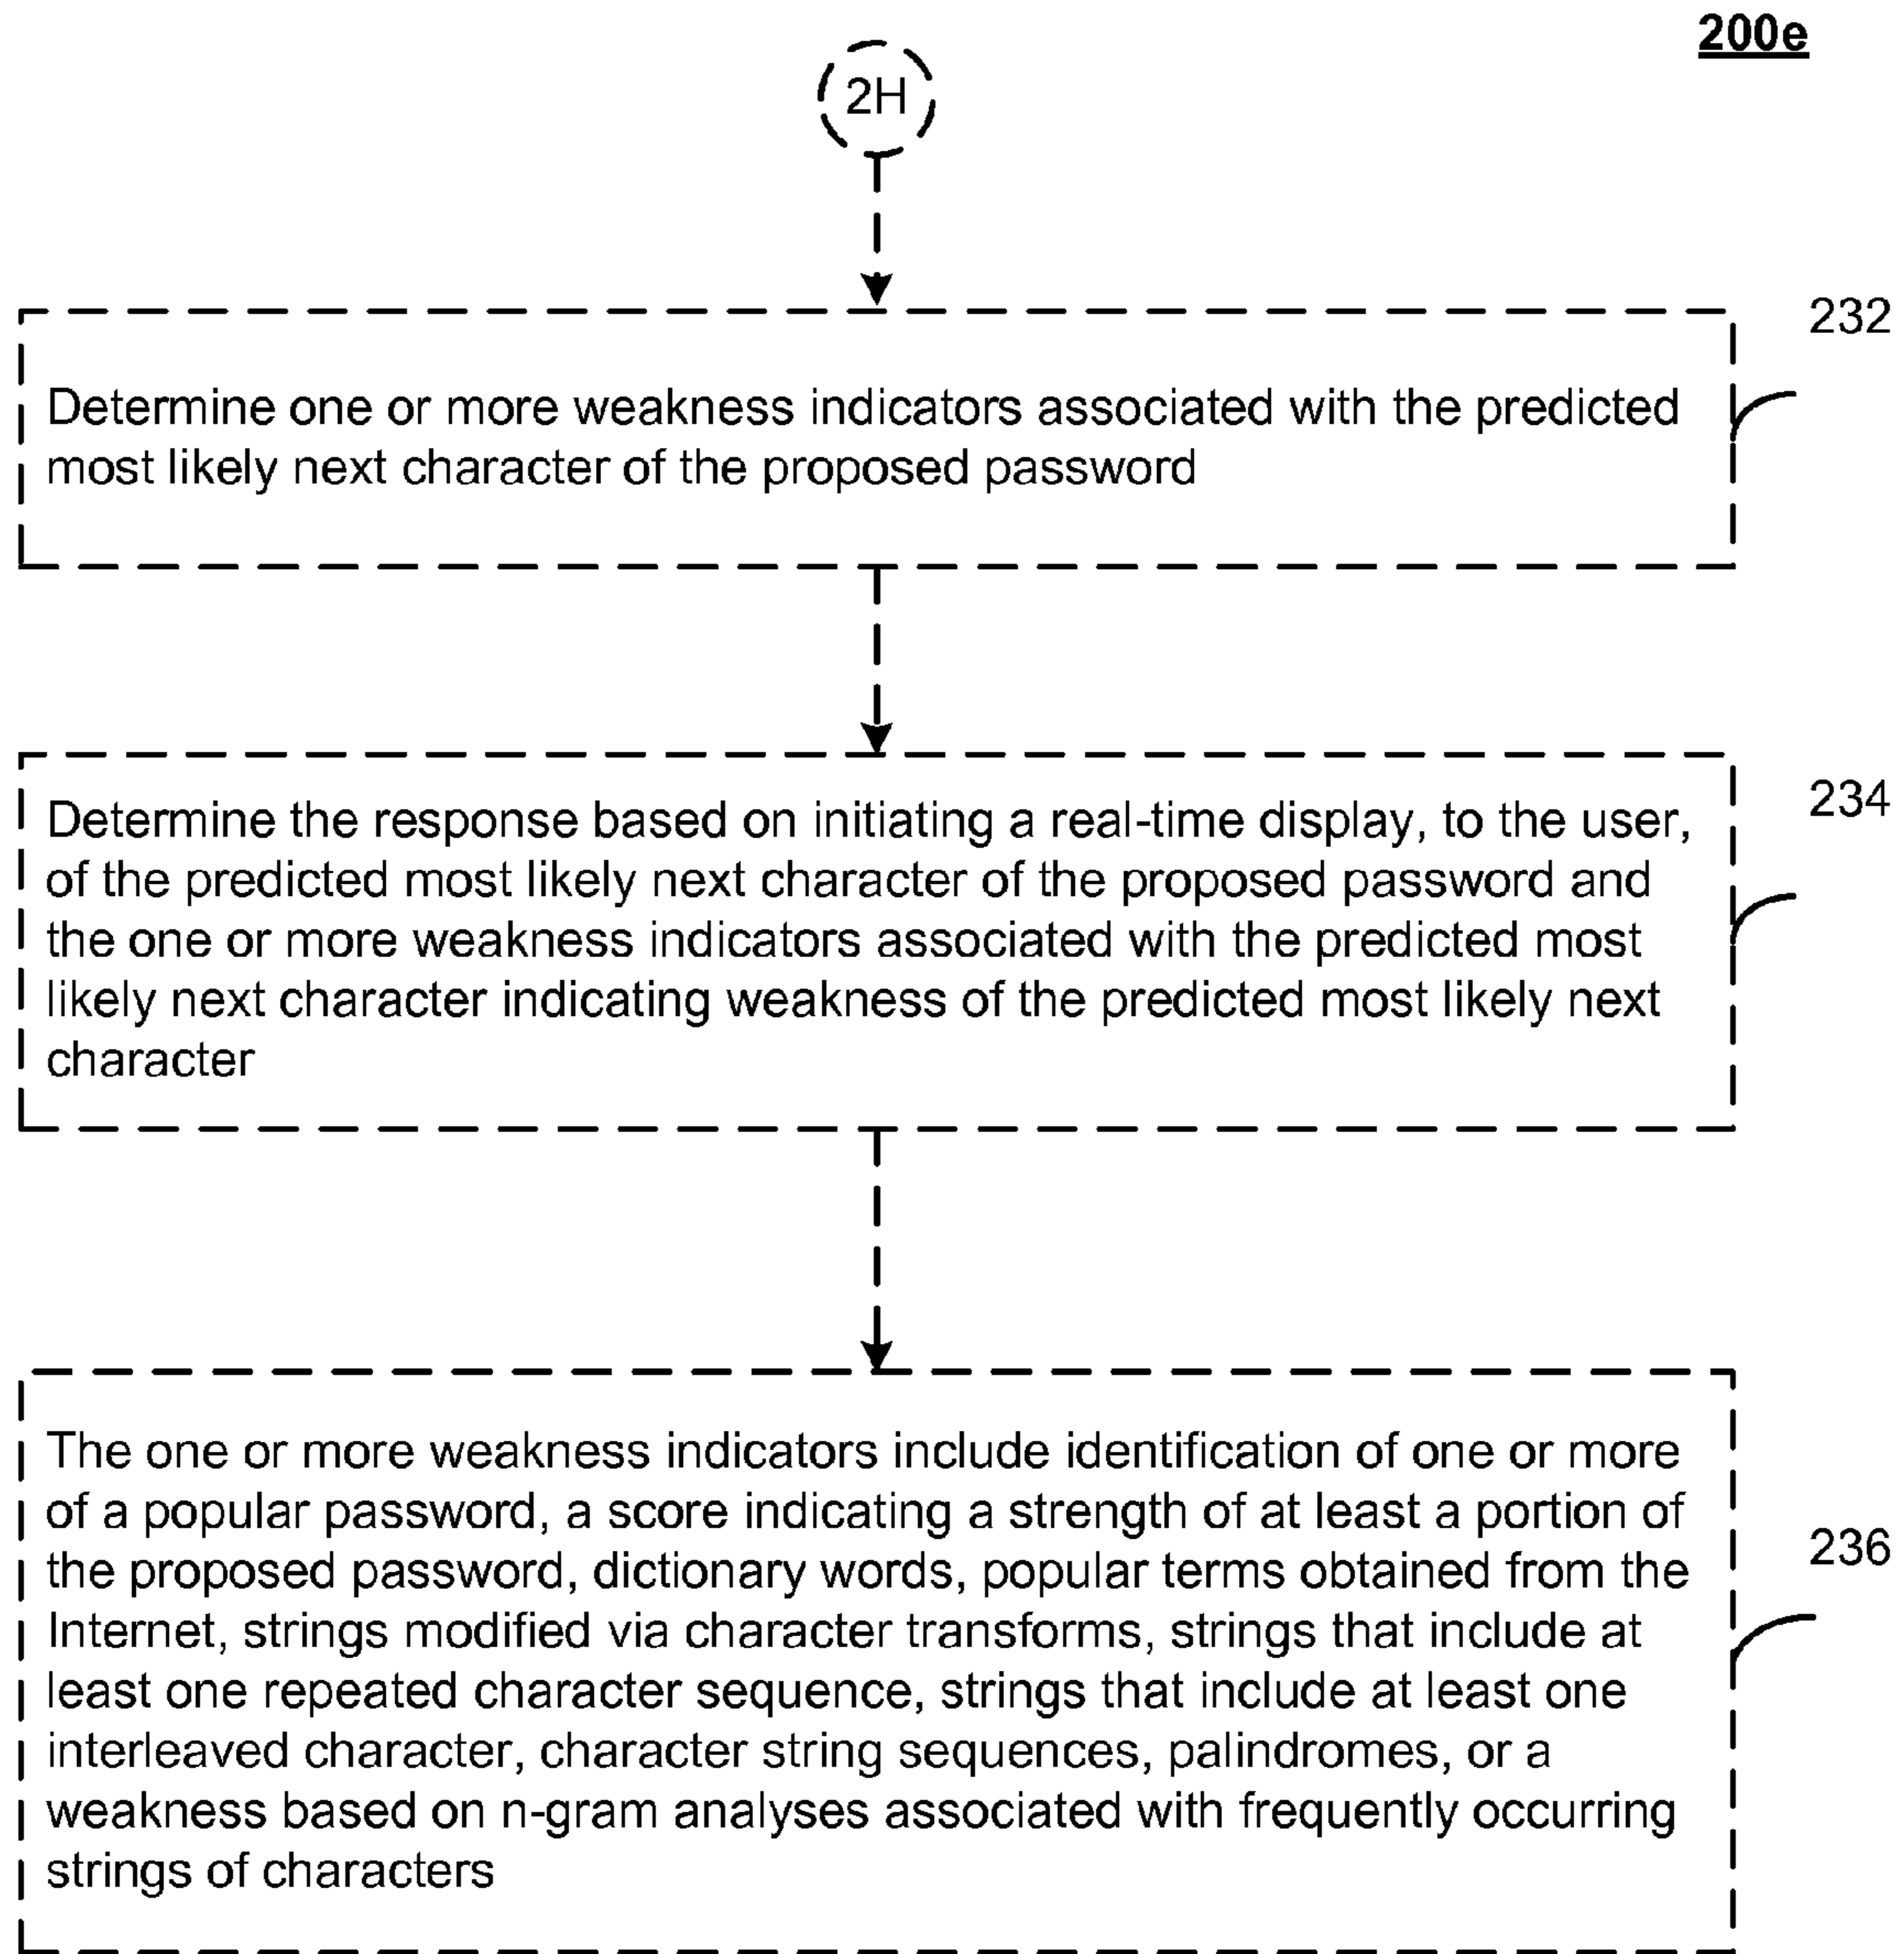 200e
2H
232
Determine one or more weakness indicators associated with the predicted
most likely next character of the proposed password
234
Determine the response based on initiating a real-time display, to the user,
of the predicted most likely next character of the proposed password and
the one or more weakness indicators associated with the predicted most
likely next character indicating weakness of the predicted most likely next
character
The one or more weakness indicators include identification of one or more
of a popular password, a score indicating a strength of at least a portion of
the proposed password, dictionary words, popular terms obtained from the
Internet, strings modified via character transforms, strings that include at
least one repeated character sequence, strings that include at least one
interleaved character, character string sequences, palindromes, or a
weakness based on n-gram analyses associated with frequently occurring
strings of characters
236